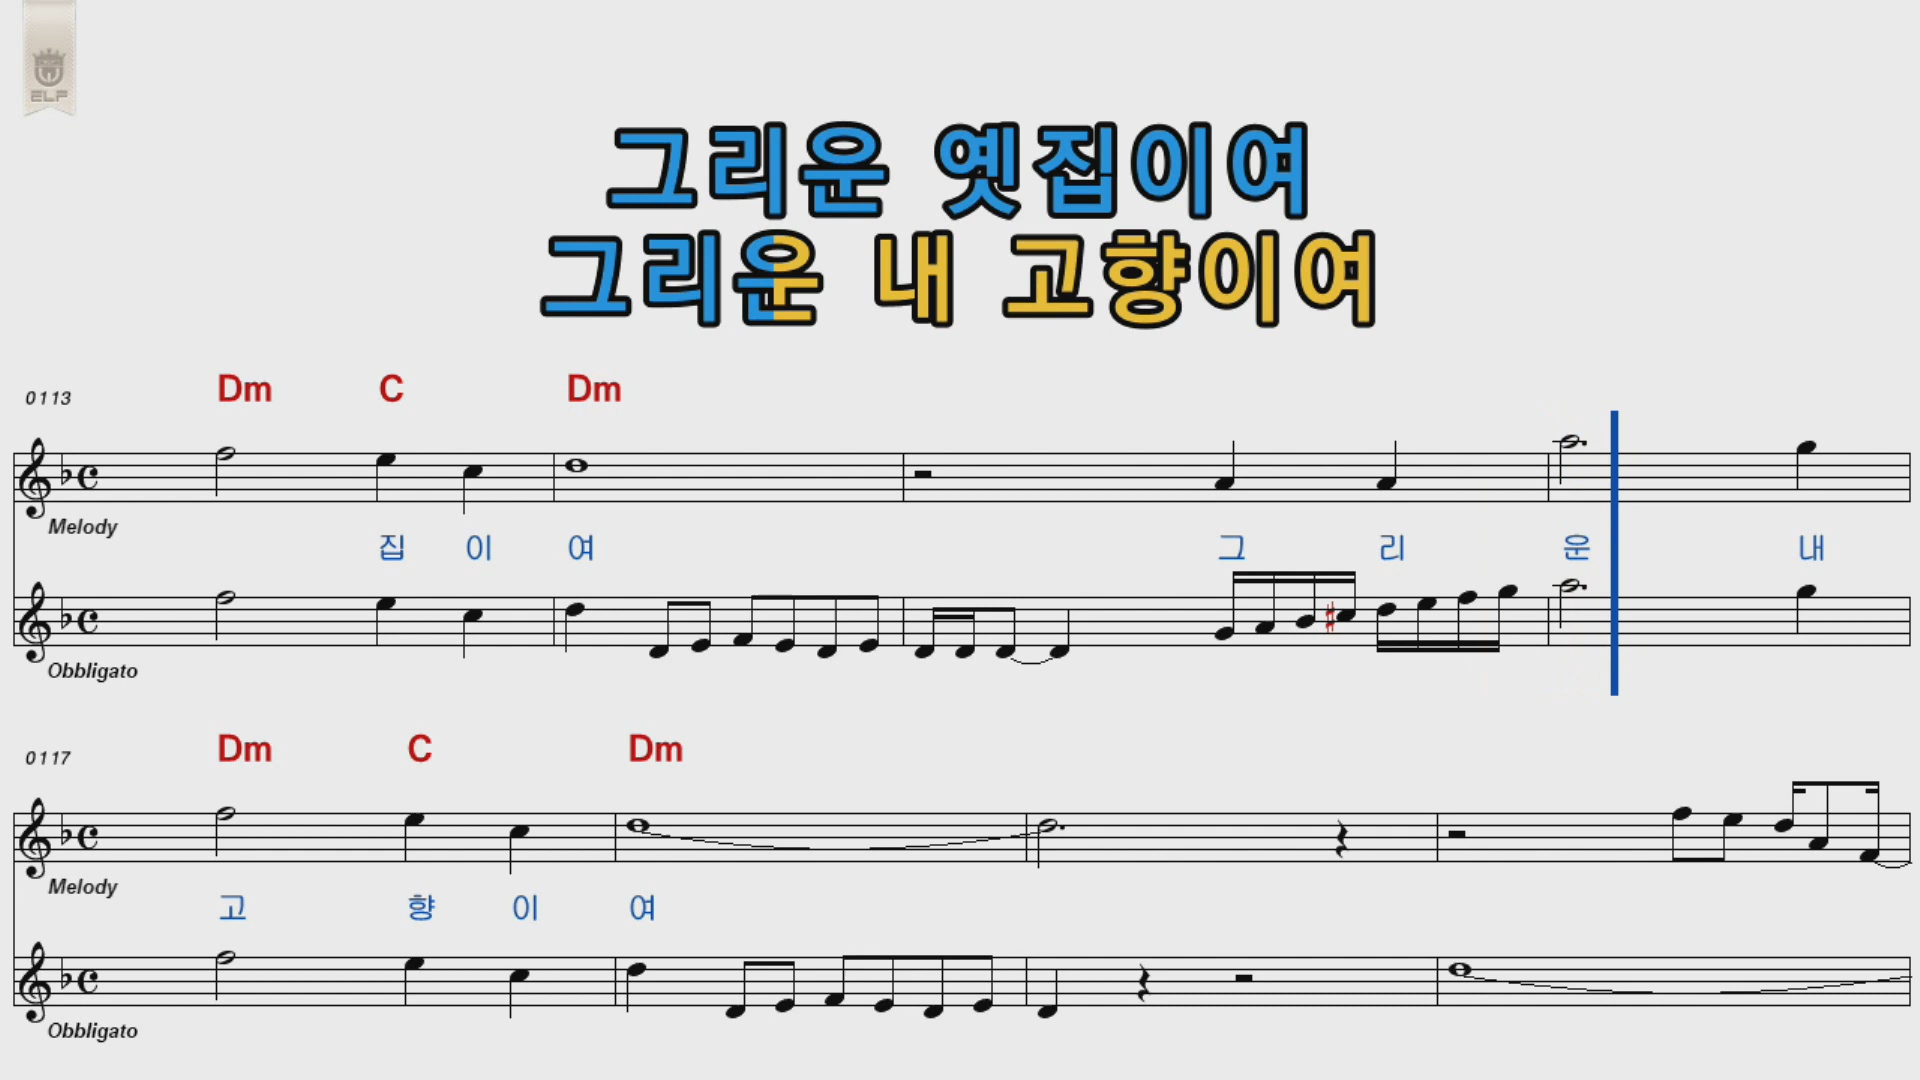 ELF
그리운 옛집이여
그리운 내 고향이여
0113 Dm C Dm
Melody
집 이 여 그 리 운 내
Obbligato
0117 Dm C Dm
Melody
고 향 이 여
Obbligato